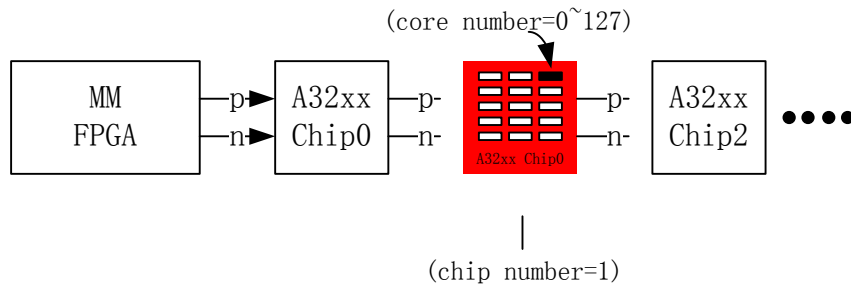 (core number=0~127)
MM
FPGA
p
n
A32xx
Chip0
p
n
A32xx Chip0
p
n
A32xx
Chip2
(chip number=1)